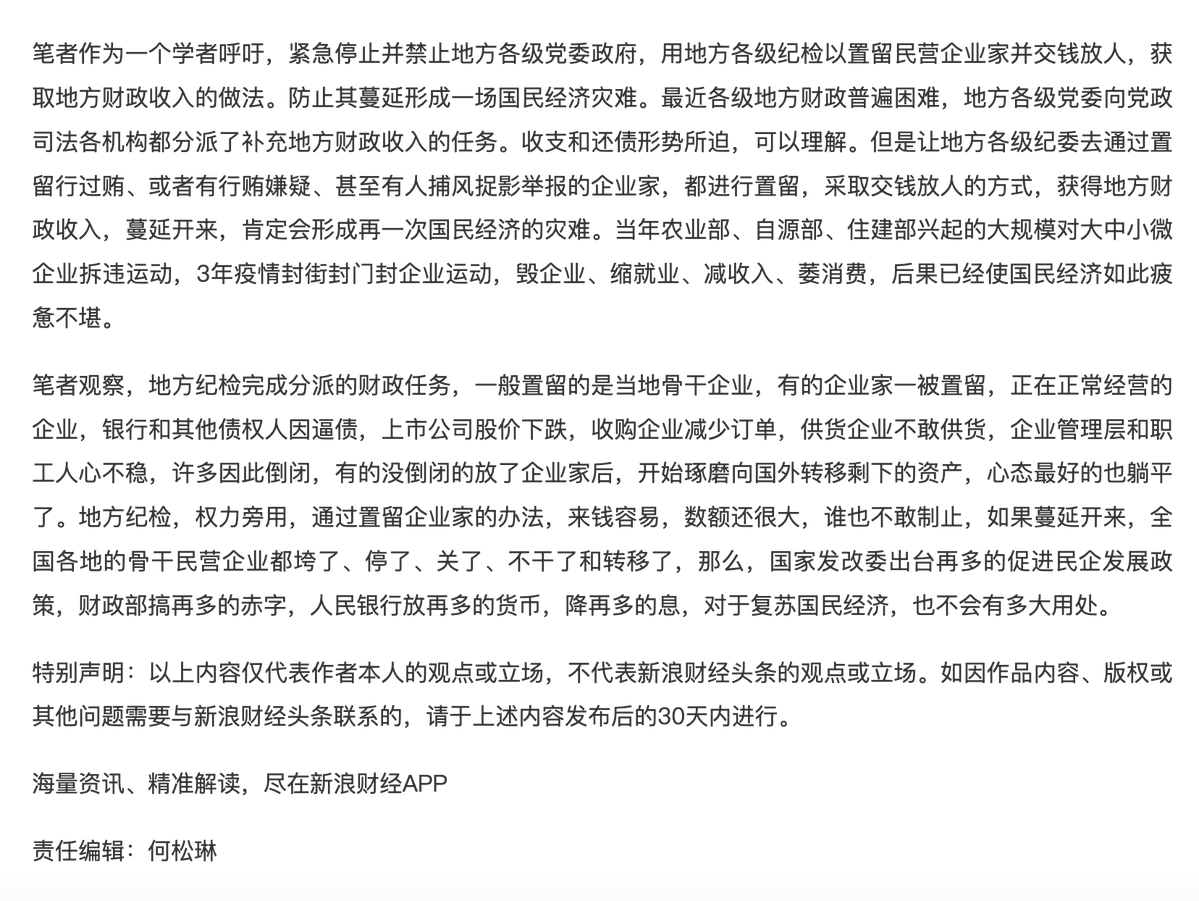 笔者作为一个学者呼吁，紧急停止并禁止地方各级党委政府，用地方各级纪检以置留民营企业家并交钱放人，获
取地方财政收入的做法。防止其蔓延形成一场国民经济灾难。最近各级地方财政普遍困难，地方各级党委向党政
司法各机构都分派了补充地方财政收入的任务。收支和还债形势所迫，可以理解。但是让地方各级纪委去通过置
留行过贿、或者有行贿嫌疑、甚至有人捕风捉影举报的企业家，都进行置留，采取交钱放人的方式，获得地方财
政收入，蔓延开来，肯定会形成再一次国民经济的灾难。当年农业部、自源部、住建部兴起的大规模对大中小微
企业拆违运动，3年疫情封街封门封企业运动，毁企业、缩就业、减收入、萎消费，后果已经使国民经济如此疲
惫不堪。
笔者观察，地方纪检完成分派的财政任务，一般置留的是当地骨干企业，有的企业家一被置留，正在正常经营的
企业，银行和其他债权人因逼债，上市公司股价下跌，收购企业减少订单，供货企业不敢供货，企业管理层和职
工人心不稳，许多因此倒闭，有的没倒闭的放了企业家后，开始琢磨向国外转移剩下的资产，心态最好的也躺平
了。地方纪检，权力旁用，通过置留企业家的办法，来钱容易，数额还很大，谁也不敢制止，如果蔓延开来，全
国各地的骨干民营企业都垮了、停了、关了、不干了和转移了，那么，国家发改委出台再多的促进民企发展政
策，财政部搞再多的赤字，人民银行放再多的货币，降再多的息，对于复苏国民经济，也不会有多大用处。
特别声明：以上内容仅代表作者本人的观点或立场，不代表新浪财经头条的观点或立场。如因作品内容、版权或
其他问题需要与新浪财经头条联系的，请于上述内容发布后的30天内进行。
海量资讯、精准解读，尽在新浪财经APP
责任编辑：何松琳